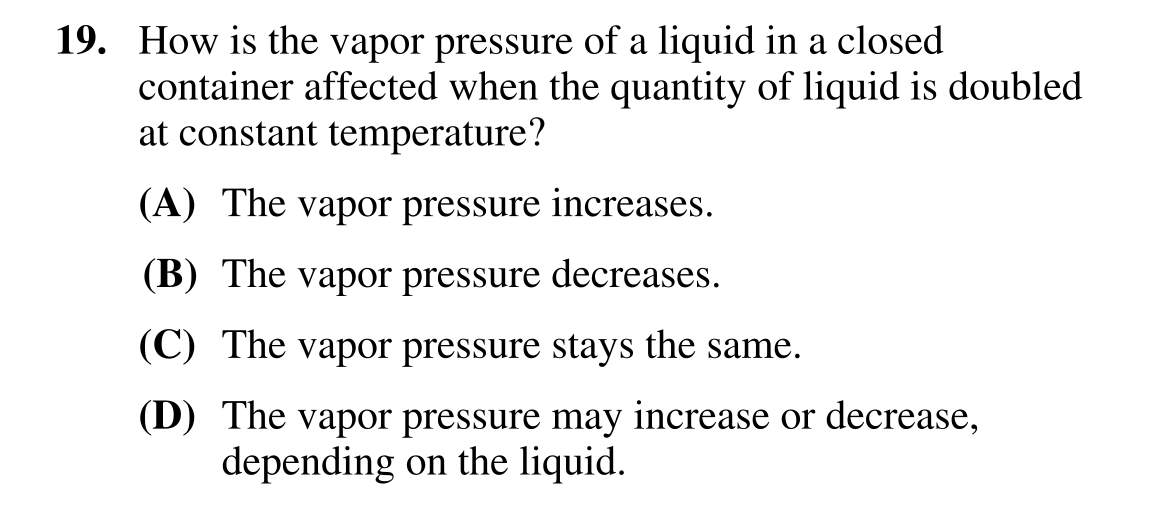 19. How is the vapor pressure of a liquid in a closed
container affected when the quantity of liquid is doubled
at constant temperature?
(A) The vapor pressure increases.
(B) The vapor pressure decreases.
(C) The vapor pressure stays the same.
(D) The vapor pressure may increase or decrease,
depending on the liquid.